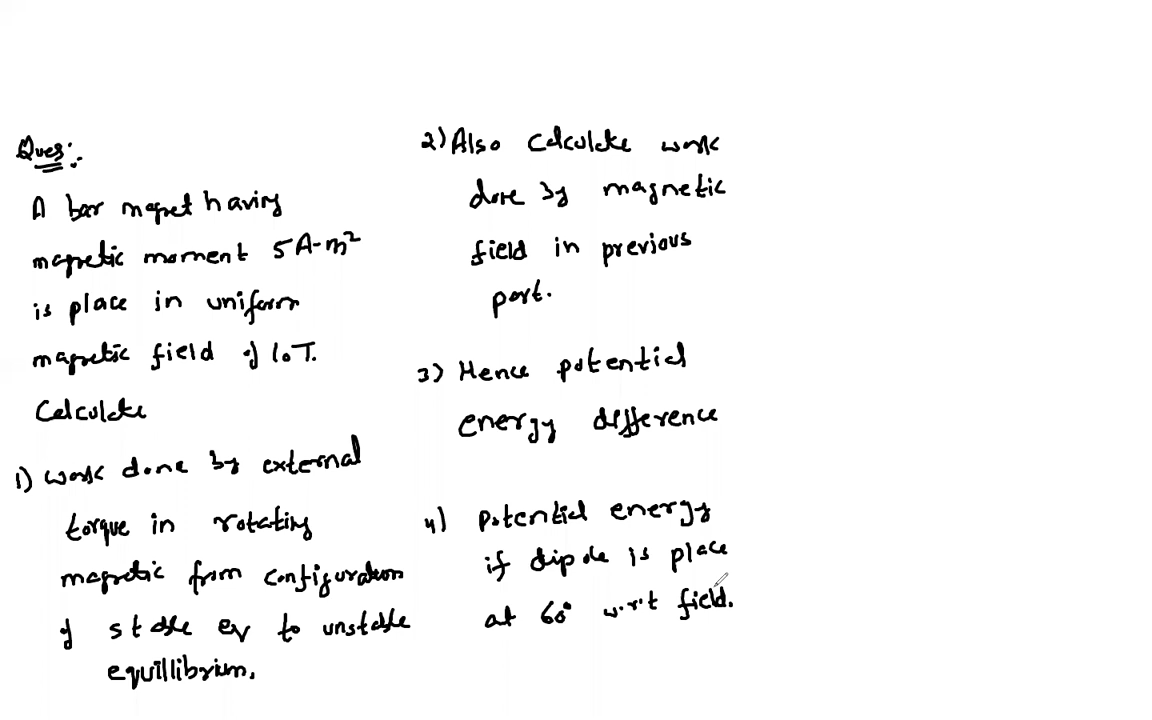 Ques:
A bar magnet having
magnetic moment 5A-m²
is place in uniform
magnetic field of 10T.
Calculate
1) work done by external
torque in rotating
magnetic from configuration
of stable eq to unstable
equillibrium.
2) Also calculate work
done by magnetic
field in previous
part.
3) Hence potential
energy difference
4) Potential energy
if dipole is place
at 60° w.r.t field.